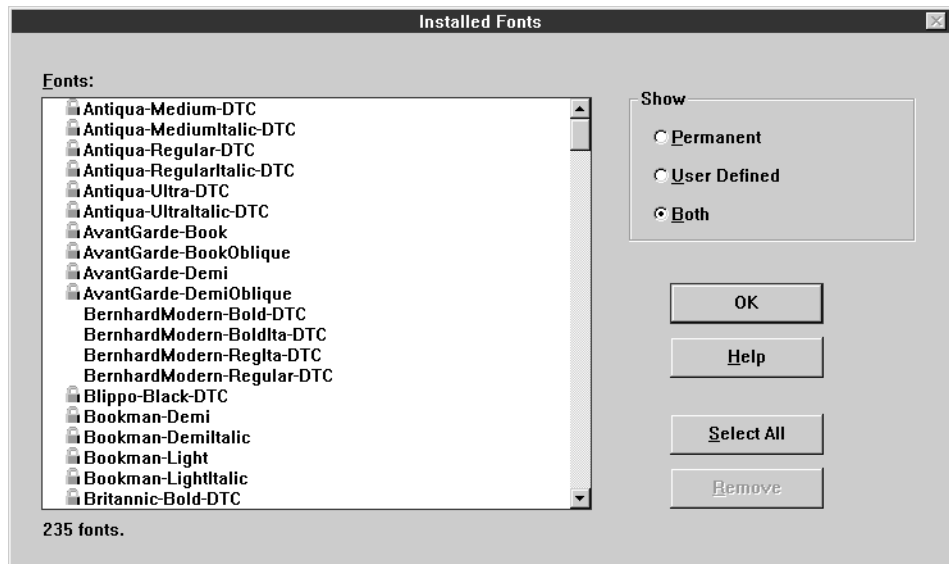 Installed Fonts
Fonts:
Antiqua-Medium-DTC
Antiqua-MediumItalic-DTC
Antiqua-Regular-DTC
Antiqua-RegularItalic-DTC
Antiqua-Ultra-DTC
Antiqua-UltraItalic-DTC
AvantGarde-Book
AvantGarde-BookOblique
AvantGarde-Demi
AvantGarde-DemiOblique
BernhardModern-Bold-DTC
BernhardModern-BoldIta-DTC
BernhardModern-RegIta-DTC
BernhardModern-Regular-DTC
Blippo-Black-DTC
Bookman-Demi
Bookman-DemiItalic
Bookman-Light
Bookman-LightItalic
Britannic-Bold-DTC
235 fonts.
Show
Permanent
User Defined
Both
OK
Help
Select All
Remove